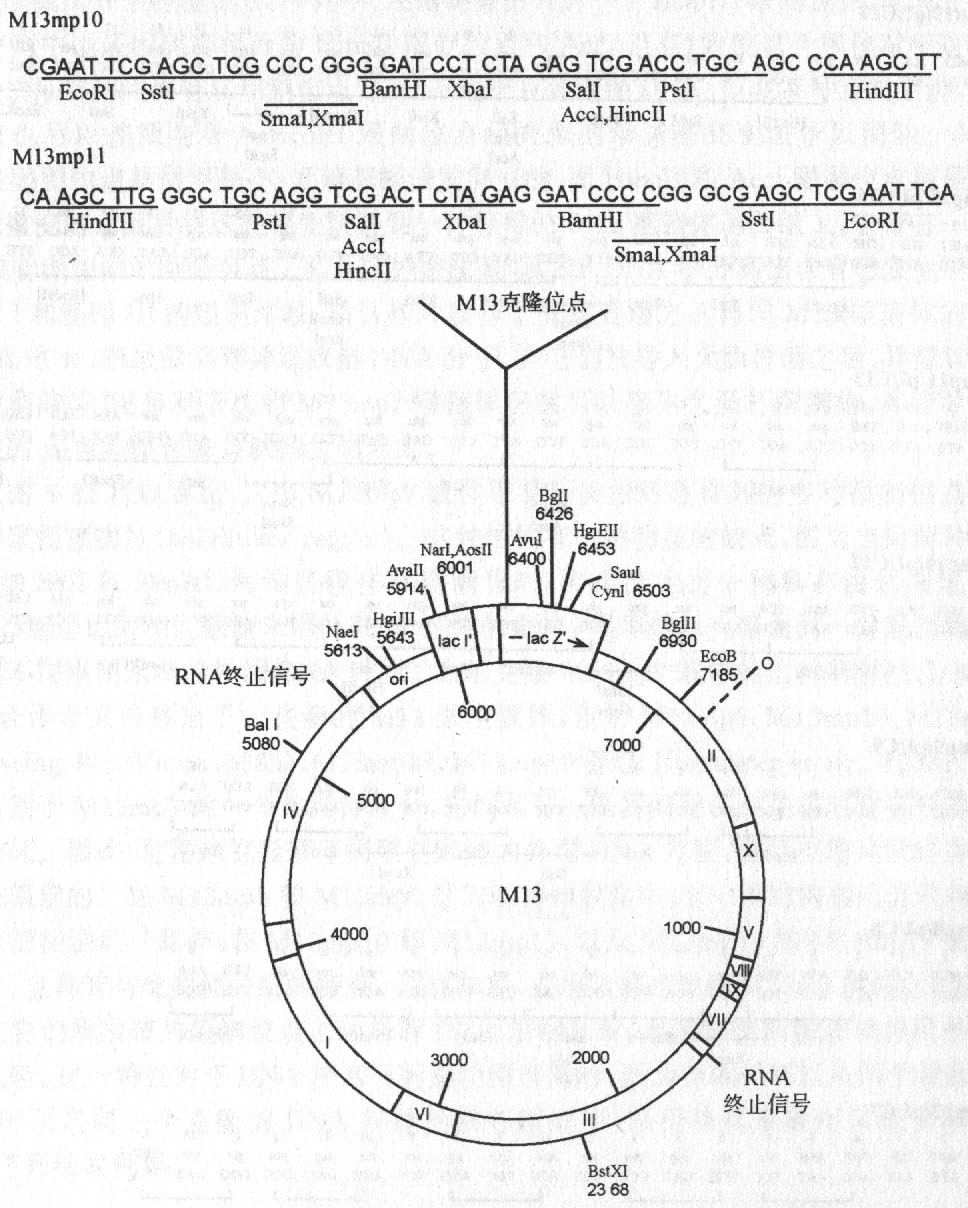 M13mp10
CGAATT TCG AGC TCG CCC GGG GAT CCT CTA GAG TCG ACC TGC AGC CCA AGC TT
EcoRI SstI BamHI XbaI SalI PstI HindIII
SmaI,XmaI AccI,HincII
M13mp11
CA AGC TTG GGC TGC AGG TCG ACT CTA GAG GAT CCC CGG GCG AGC TCG AAT TCA
HindIII PstI SalI XbaI BamHI SstI EcoRI
AccI SmaI,XmaI
HincII
M13克隆位点
BglI
6426
AvuI
6400
HgiEII
6453
NarI,AosII
6001
AvaII
5914
SauI
CynI 6503
HgiJII
5643
NaeI
5613
BglII
6930
EcoB
7185
O
lac I'
lac Z'
ori
RNA终止信号
Bal I
5080
6000
7000
II
5000
IV
X
M13
1000
V
4000
VIII
VII
I
3000
2000
RNA
终止信号
VI
III
BstXI
23 68